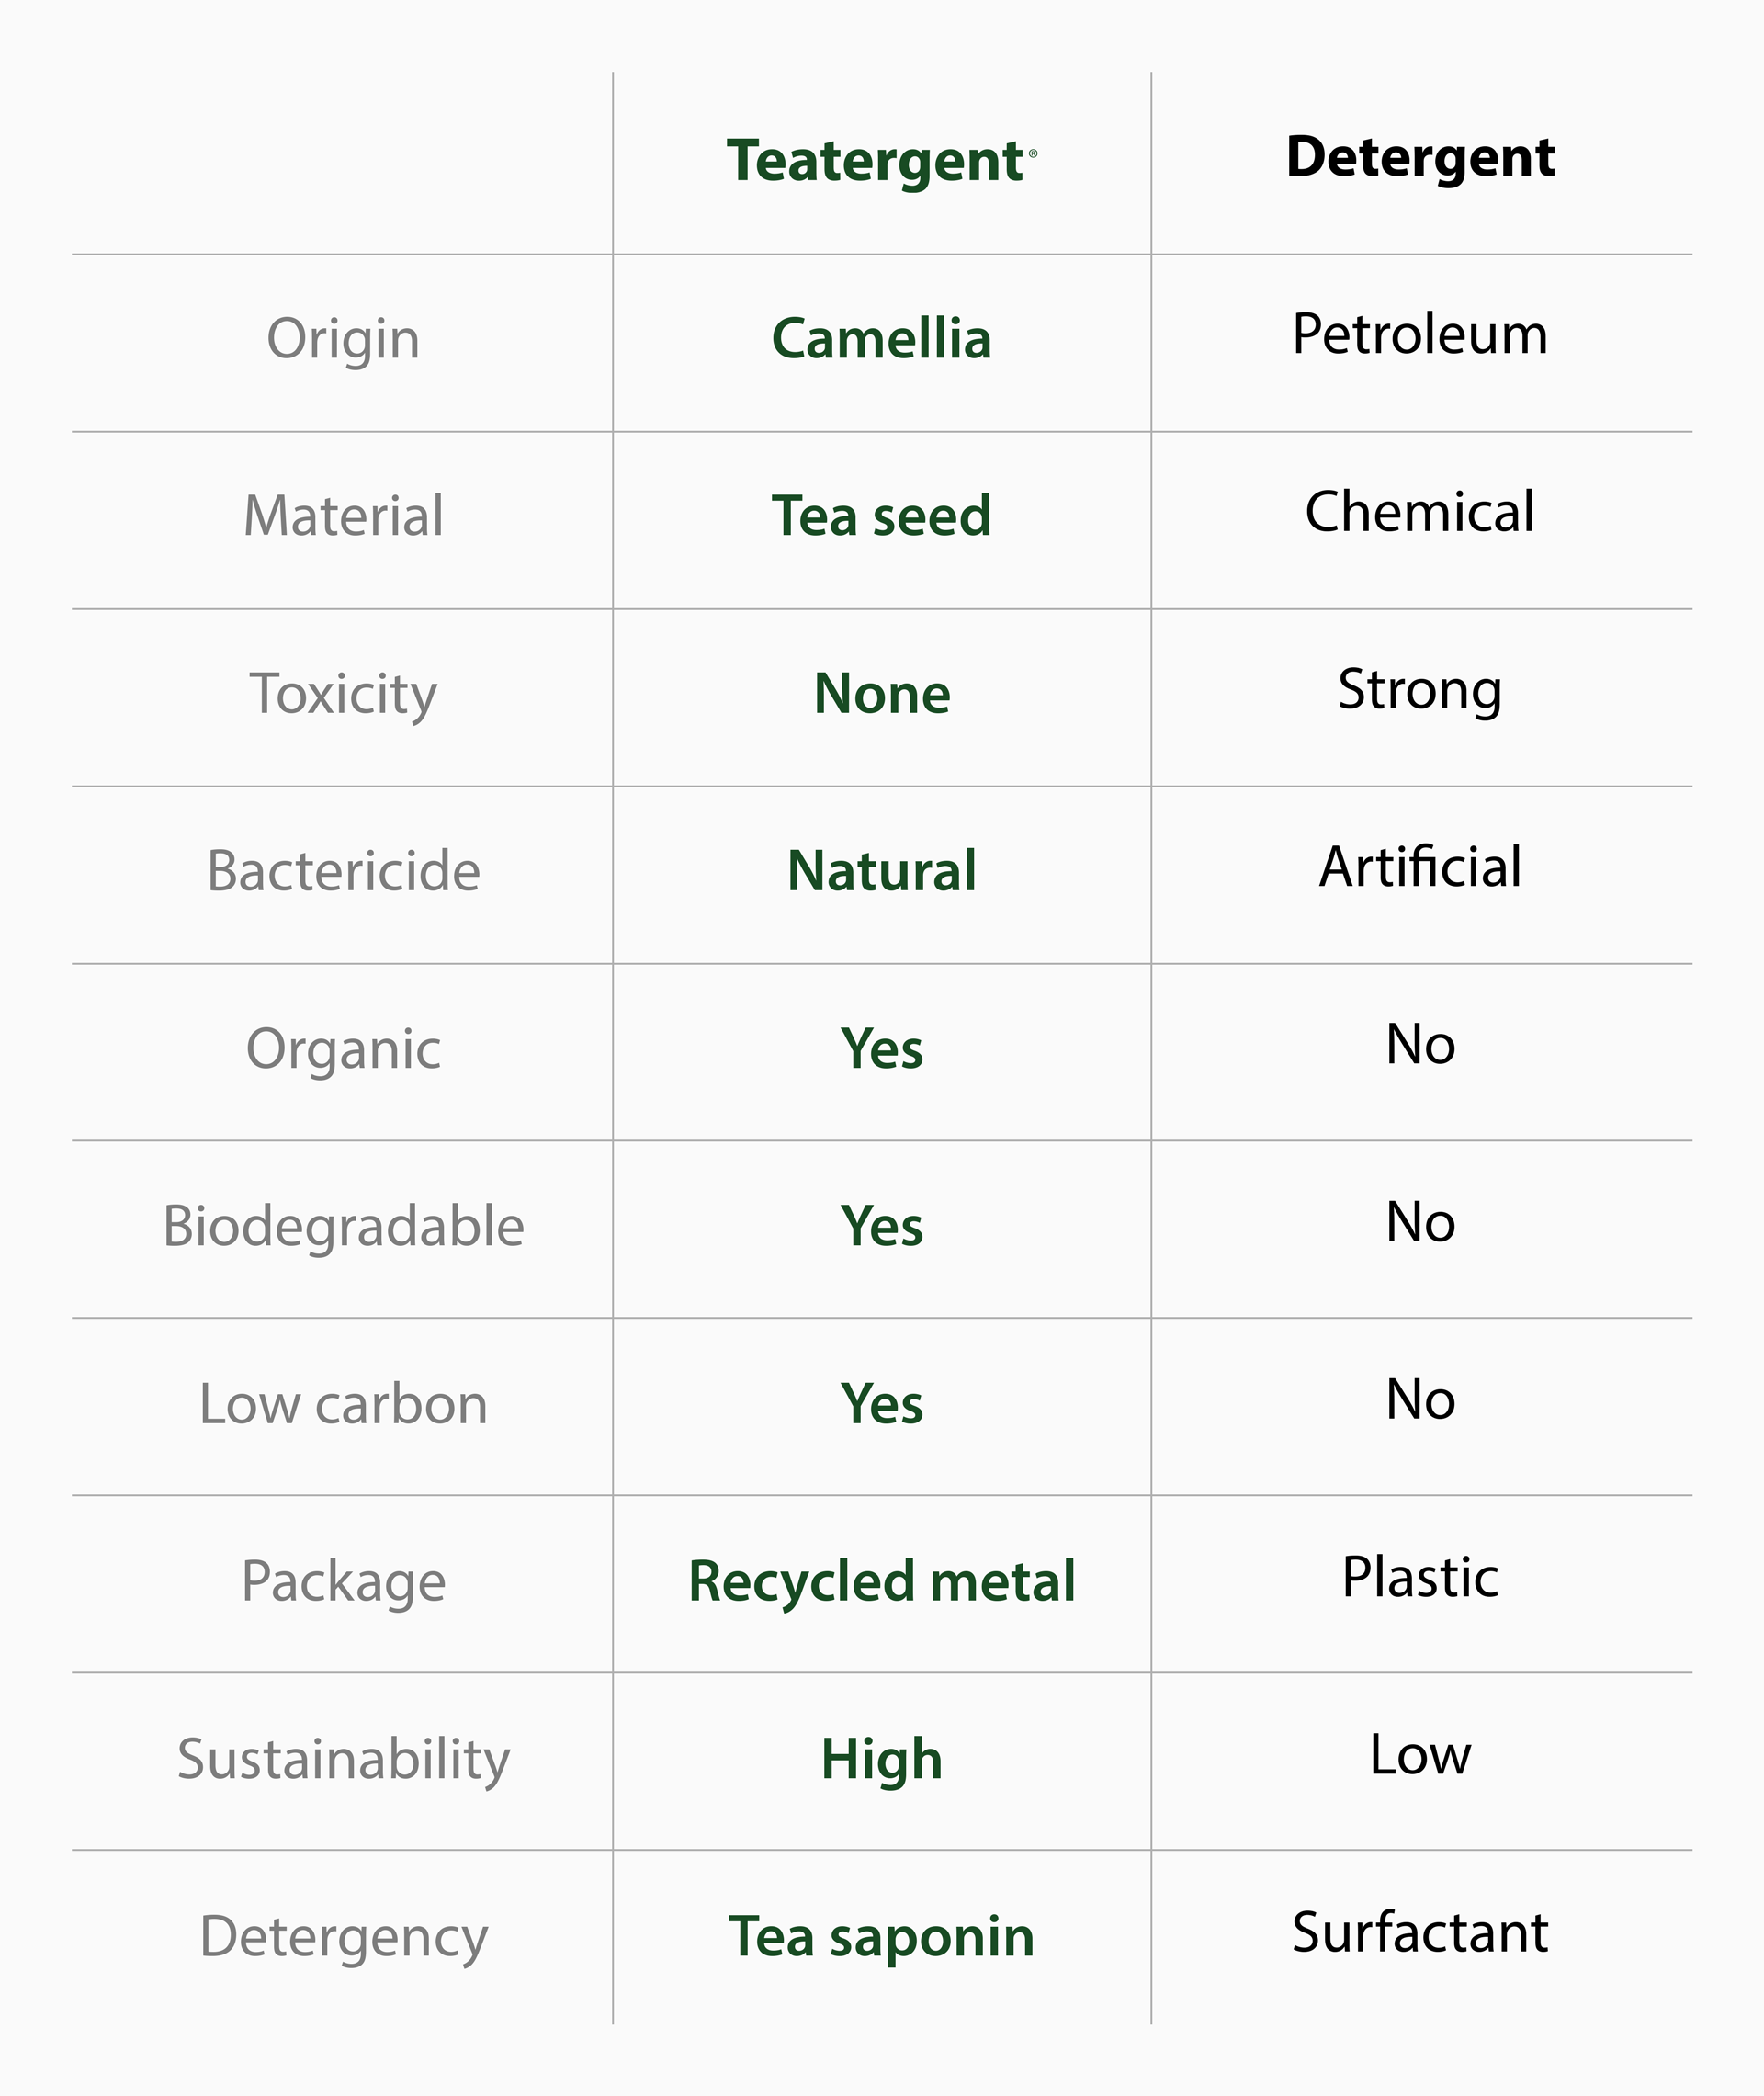 Teatergent® Detergent
Origin Camellia Petroleum
Material Tea seed Chemical
Toxicity None Strong
Bactericide Natural Artificial
Organic Yes No
Biodegradable Yes No
Low carbon Yes No
Package Recycled metal Plastic
Sustainability High Low
Detergency Tea saponin Surfactant